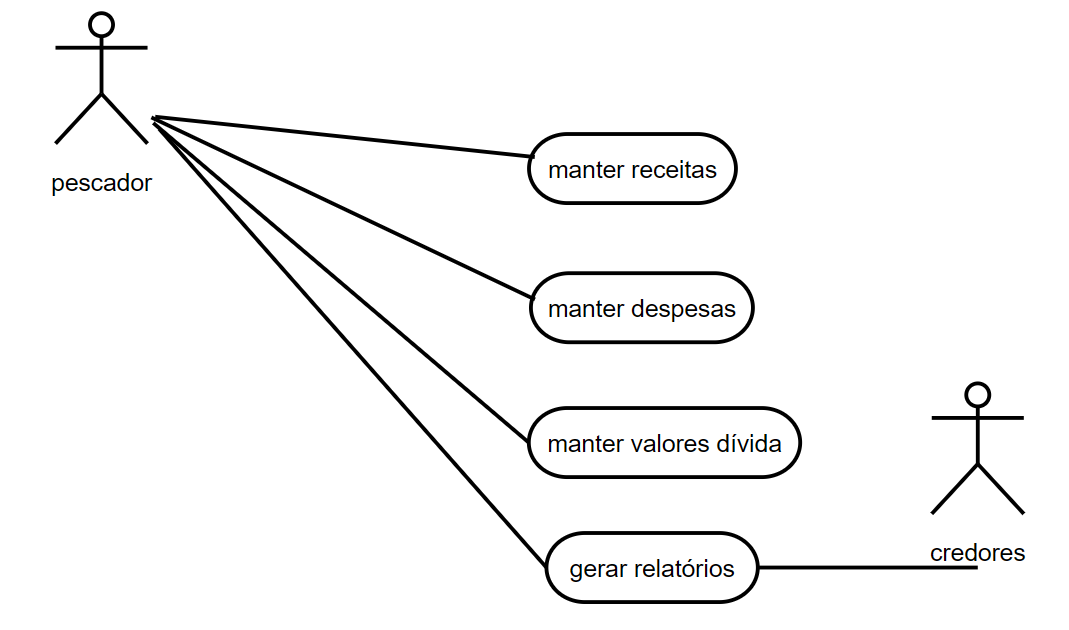 pescador
manter receitas
manter despesas
manter valores dívida
credores
gerar relatórios